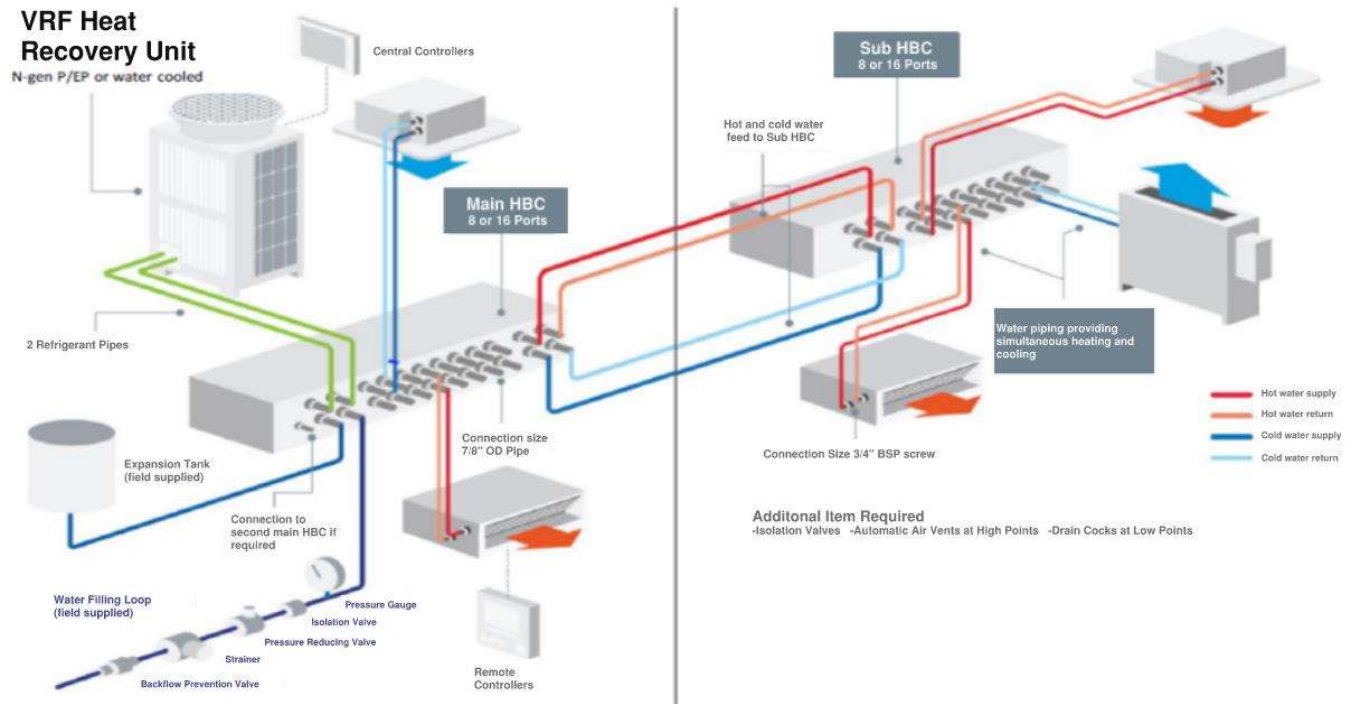 VRF Heat
Recovery Unit
N-gen P/EP or water cooled
Central Controllers
Main HBC
8 or 16 Ports
2 Refrigerant Pipes
Expansion Tank
(field supplied)
Connection to
second main HBC if
required
Connection size
7/8" OD Pipe
Water Filling Loop
(field supplied)
Pressure Gauge
Isolation Valve
Pressure Reducing Valve
Strainer
Backflow Prevention Valve
Remote
Controllers
Sub HBC
8 or 16 Ports
Hot and cold water
feed to Sub HBC
Water piping providing
simultaneous heating and
cooling
Connection Size 3/4" BSP screw
Hot water supply
Hot water return
Cold water supply
Cold water return
Additonal Item Required
-Isolation Valves -Automatic Air Vents at High Points -Drain Cocks at Low Points